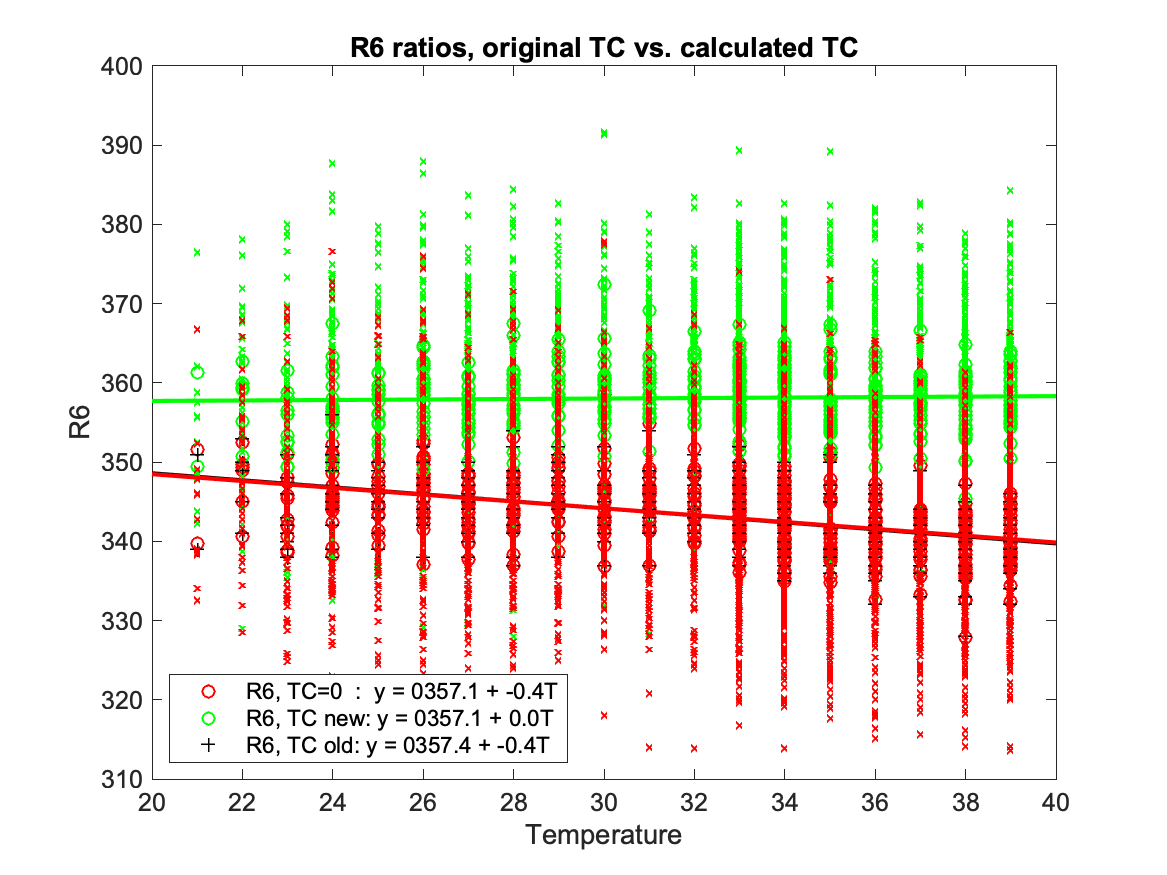 R6 ratios, original TC vs. calculated TC
400
390
380
370
360
350
340
330
320
310
R6
R6, TC=0 : y = 0357.1 + -0.4T
R6, TC new: y = 0357.1 + 0.0T
R6, TC old: y = 0357.4 + -0.4T
20 22 24 26 28 30 32 34 36 38 40
Temperature